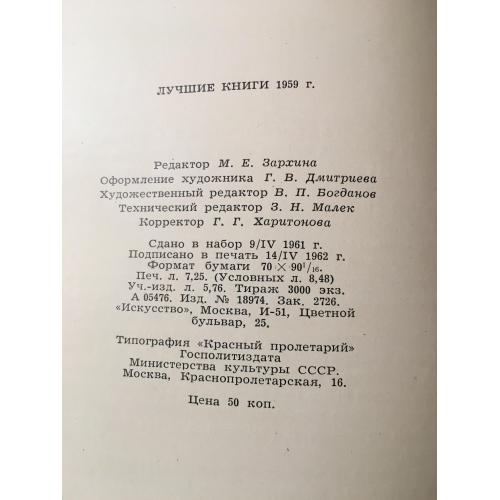 ЛУЧШИЕ КНИГИ 1959 г.
Редактор М. Е. Зархина
Оформление художника Г. В. Дмитриева
Художественный редактор В. П. Богданов
Технический редактор З. Н. Малек
Корректор Г. Г. Харитонова
Сдано в набор 9/IV 1961 г.
Подписано в печать 14/IV 1962 г.
Формат бумаги 70 × 90¹/₁₆.
Печ. л. 7,25. (Условных л. 8,48)
Уч.-изд. л. 5,76. Тираж 3000 экз.
А 05476. Изд. № 18974. Зак. 2726.
„Искусство", Москва, И-51, Цветной
бульвар, 25.
Типография «Красный пролетарий»
Госполитиздата
Министерства культуры СССР.
Москва, Краснопролетарская, 16.
Цена 50 коп.